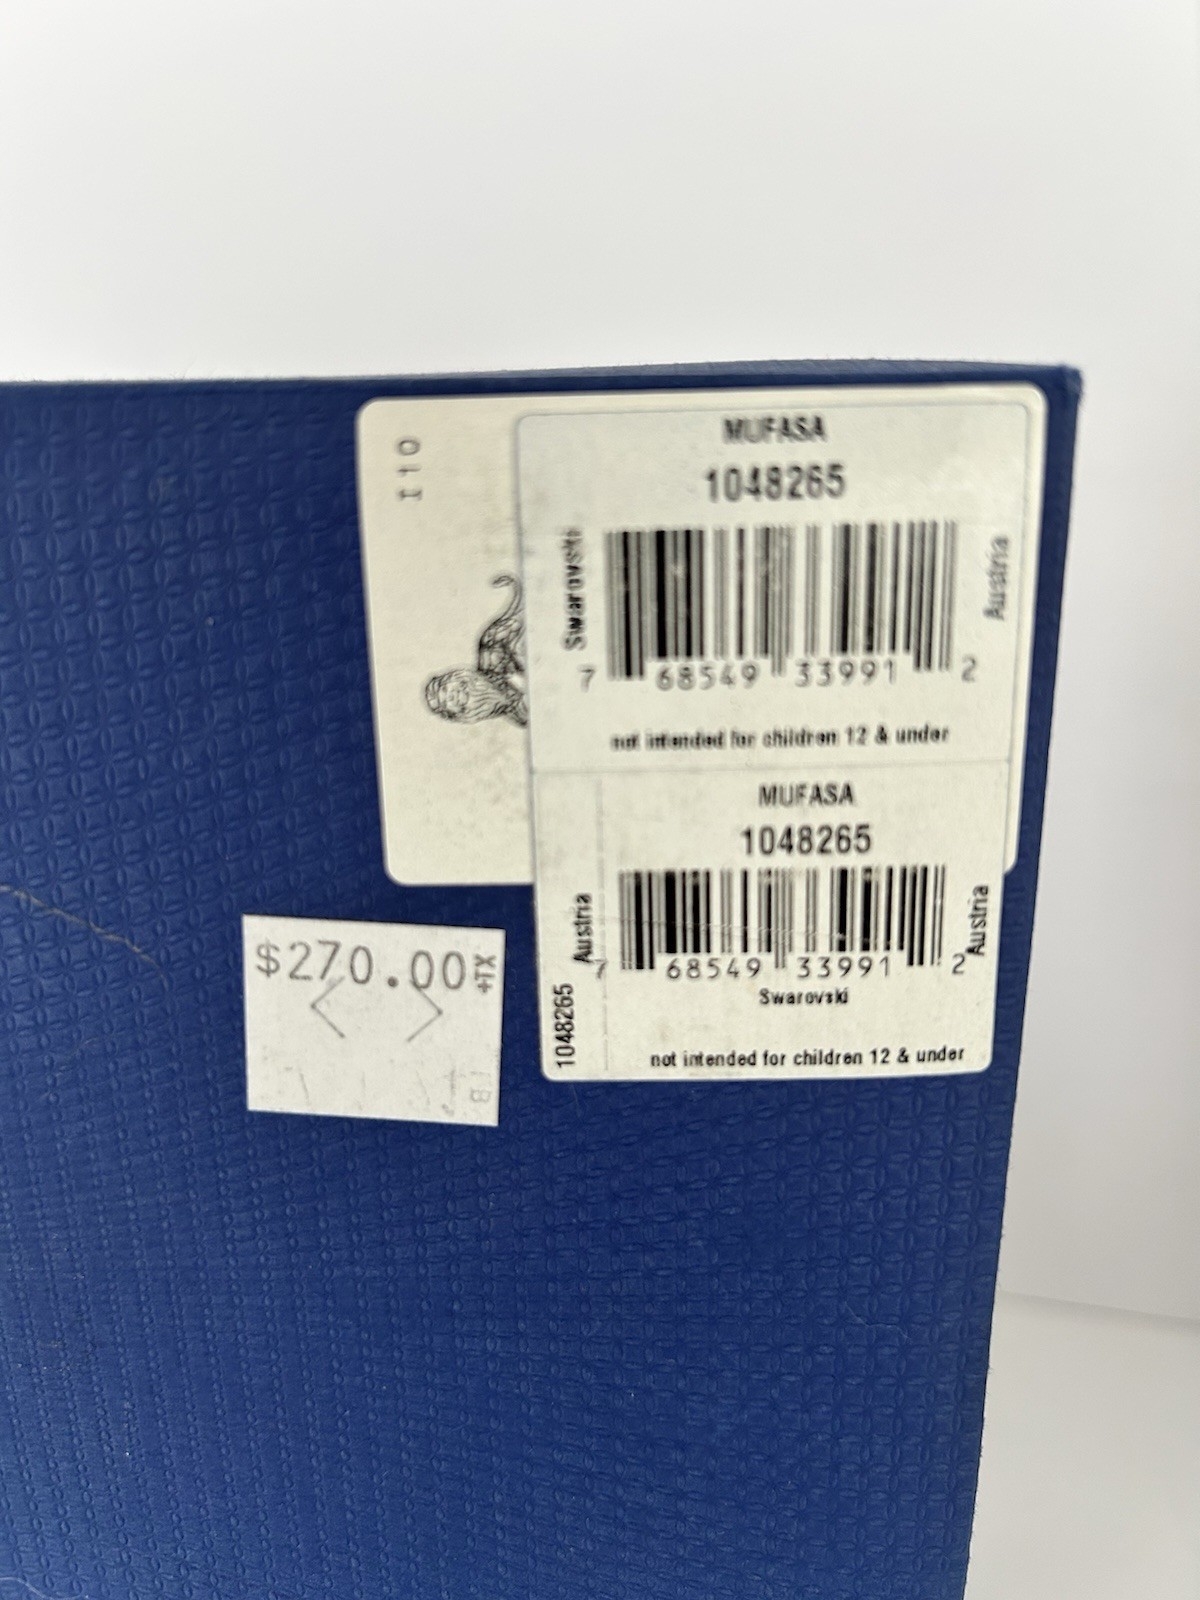 I10
MUFASA
1048265
Swarovski
Austria
7 68549 33991 2
not intended for children 12 & under
MUFASA
1048265
Austria
Austria
7 68549 33991 2
Swarovski
1048265
not intended for children 12 & under
$270.00
+TX